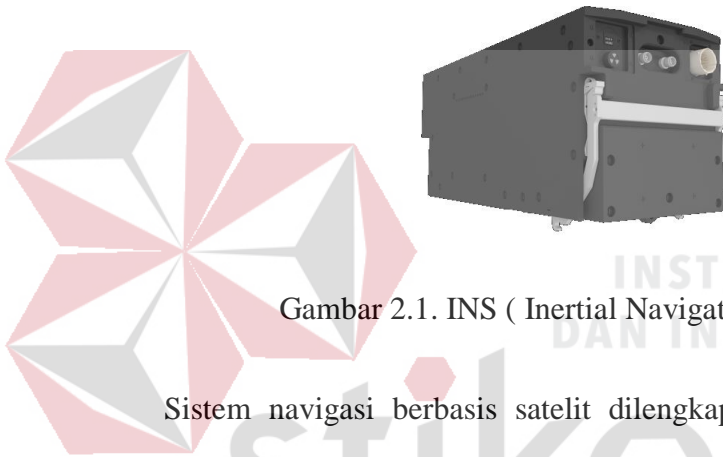 INST
Gambar 2.1. INS ( Inertial Navigat
DAN IN
Sistem navigasi berbasis satelit dilengkap
stiko